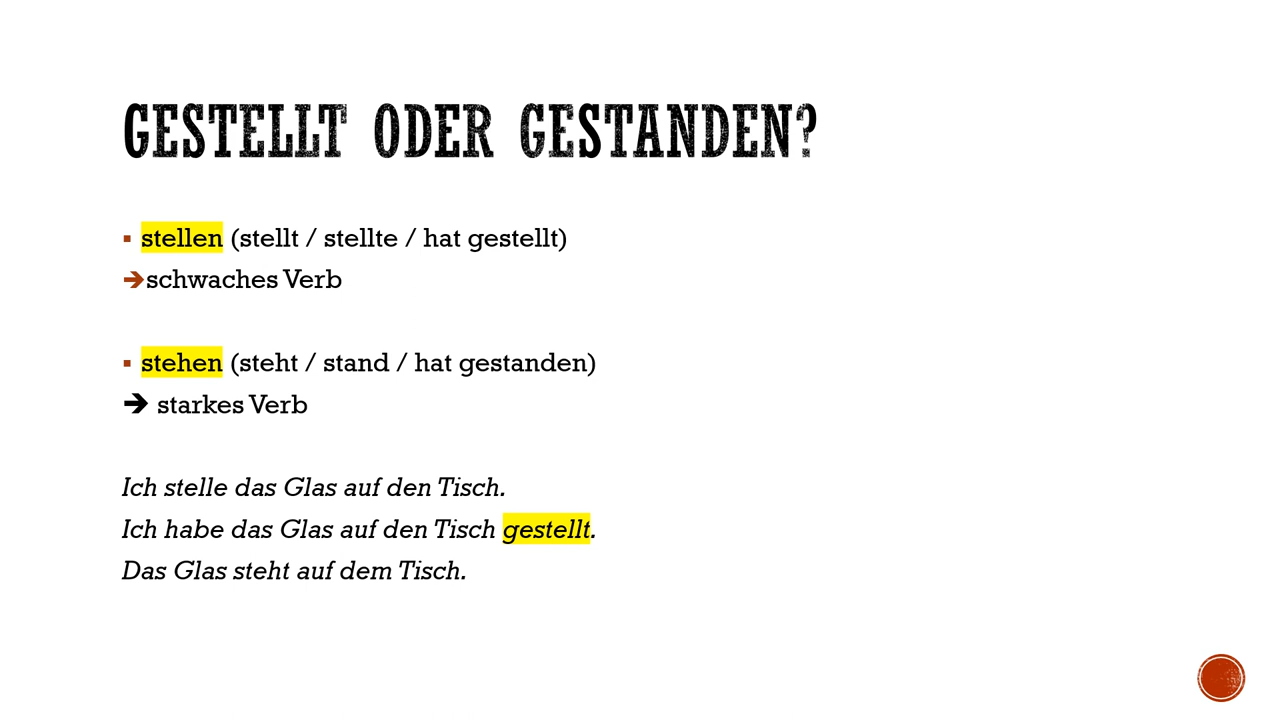 GESTELLT ODER GESTANDEN?
▪ stellen (stellt / stellte / hat gestellt)
➔schwaches Verb
▪ stehen (steht / stand / hat gestanden)
➔ starkes Verb
Ich stelle das Glas auf den Tisch.
Ich habe das Glas auf den Tisch gestellt.
Das Glas steht auf dem Tisch.